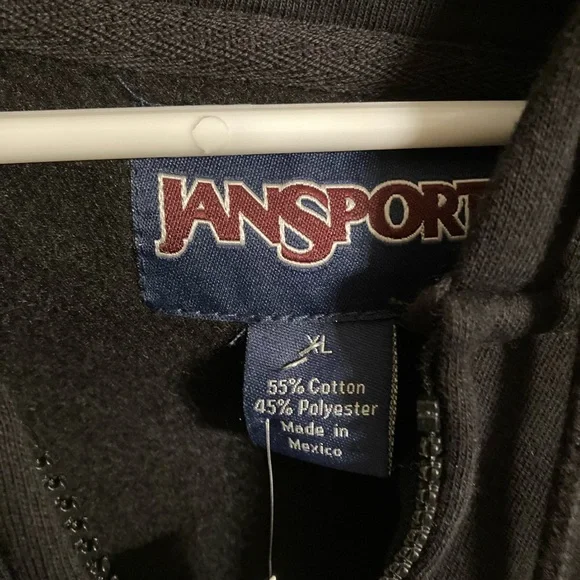 JANSPORT
XL
55% Cotton
45% Polyester
Made in
Mexico